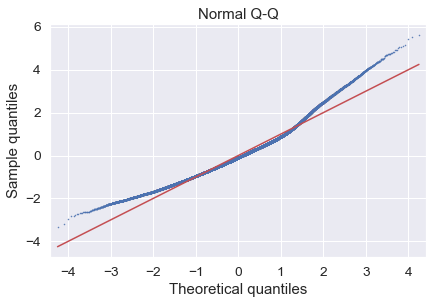 Normal Q-Q
6
4
2
0
−2
−4
Sample quantiles
−4 −3 −2 −1 0 1 2 3 4
Theoretical quantiles